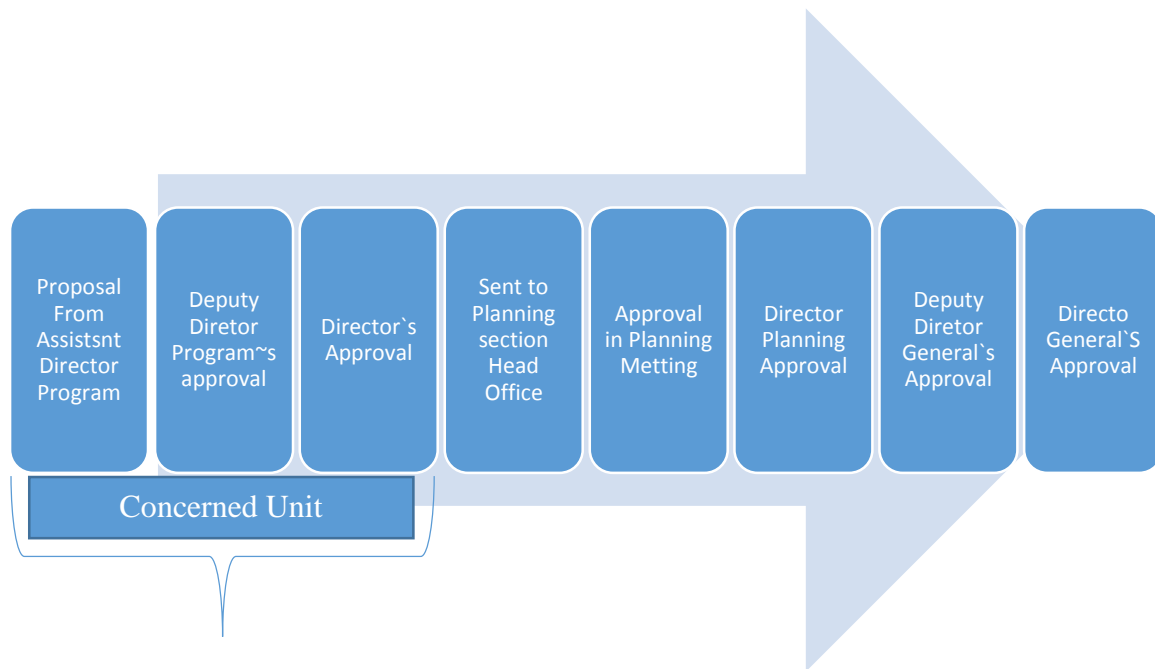 Proposal
From
Assistsnt
Director
Program
Deputy
Diretor
Program~s
approval
Director`s
Approval
Sent to
Planning
section
Head
Office
Approval
in Planning
Metting
Director
Planning
Approval
Deputy
Diretor
General`s
Approval
Directo
General`S
Approval
Concerned Unit